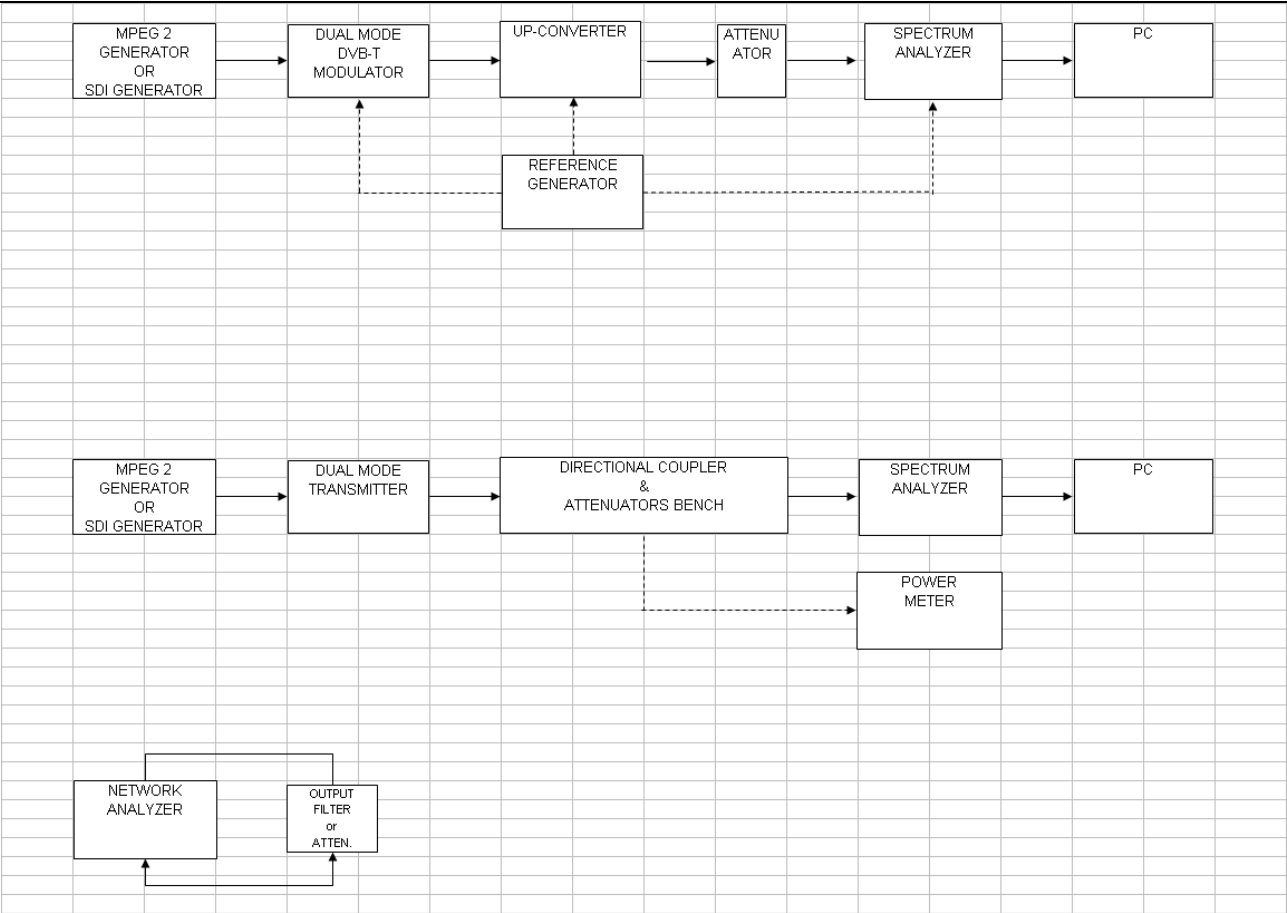 MPEG 2
GENERATOR
OR
SDI GENERATOR
DUAL MODE
DVB-T
MODULATOR
UP-CONVERTER
ATTENU
ATOR
SPECTRUM
ANALYZER
PC
REFERENCE
GENERATOR
MPEG 2
GENERATOR
OR
SDI GENERATOR
DUAL MODE
TRANSMITTER
DIRECTIONAL COUPLER
&
ATTENUATORS BENCH
SPECTRUM
ANALYZER
PC
POWER
METER
NETWORK
ANALYZER
OUTPUT
FILTER
or
ATTEN.